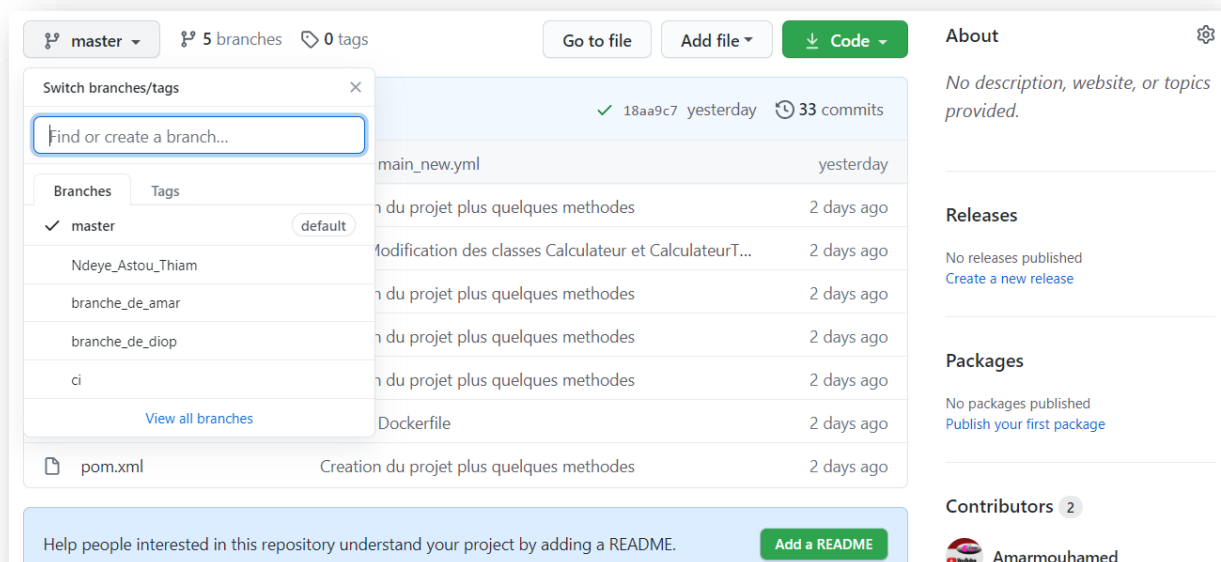 master
5 branches
0 tags
Go to file
Add file
Code
Switch branches/tags
Find or create a branch...
Branches
Tags
master
default
Ndeye_Astou_Thiam
branche_de_amar
branche_de_diop
ci
View all branches
18aa9c7 yesterday
33 commits
main_new.yml
yesterday
du projet plus quelques methodes
2 days ago
Modification des classes Calculateur et CalculateurT...
2 days ago
du projet plus quelques methodes
2 days ago
du projet plus quelques methodes
2 days ago
du projet plus quelques methodes
2 days ago
Dockerfile
2 days ago
pom.xml
Creation du projet plus quelques methodes
2 days ago
Help people interested in this repository understand your project by adding a README.
Add a README
About
No description, website, or topics
provided.
Releases
No releases published
Create a new release
Packages
No packages published
Publish your first package
Contributors 2
Amarmouhamed